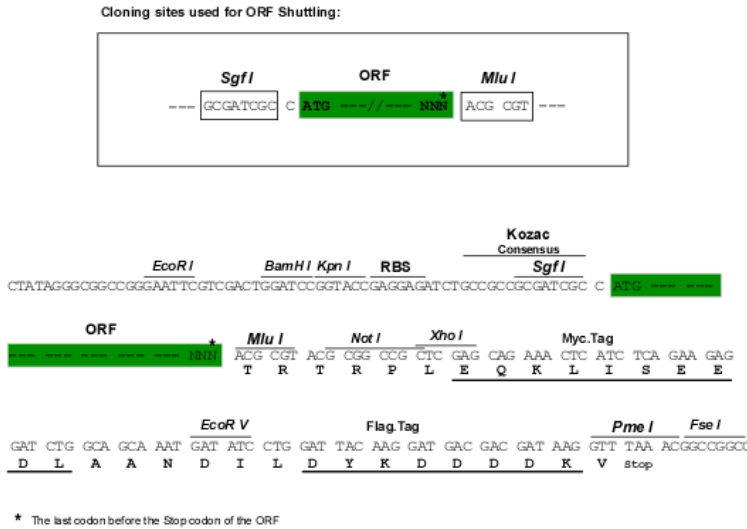 Cloning sites used for ORF Shuttling:
Sgf I ORF Mlu I
*
--- GCGATCGC C ATG ---//--- NNN ACG CGT ---
Kozac
Consensus
EcoR I BamH I Kpn I RBS Sgf I
CTATAGGGCGGCCGGGAATTCGTCGACTGGATCCGGTACCGAGGAGATCTGCCGCCGCGATCGC C ATG --- ---
ORF Mlu I Not I Xho I Myc.Tag
*
--- --- --- --- --- --- NNN ACG CGT ACG CGG CCG CTC GAG CAG AAA CTC ATC TCA GAA GAG
T R T R P L E Q K L I S E E
EcoR V Flag.Tag Pme I Fse I
GAT CTG GCA GCA AAT GAT ATC CTG GAT TAC AAG GAT GAC GAC GAT AAG GTT TAA ACGGCCGGCC
D L A A N D I L D Y K D D D D K V Stop
* The last codon before the Stop codon of the ORF